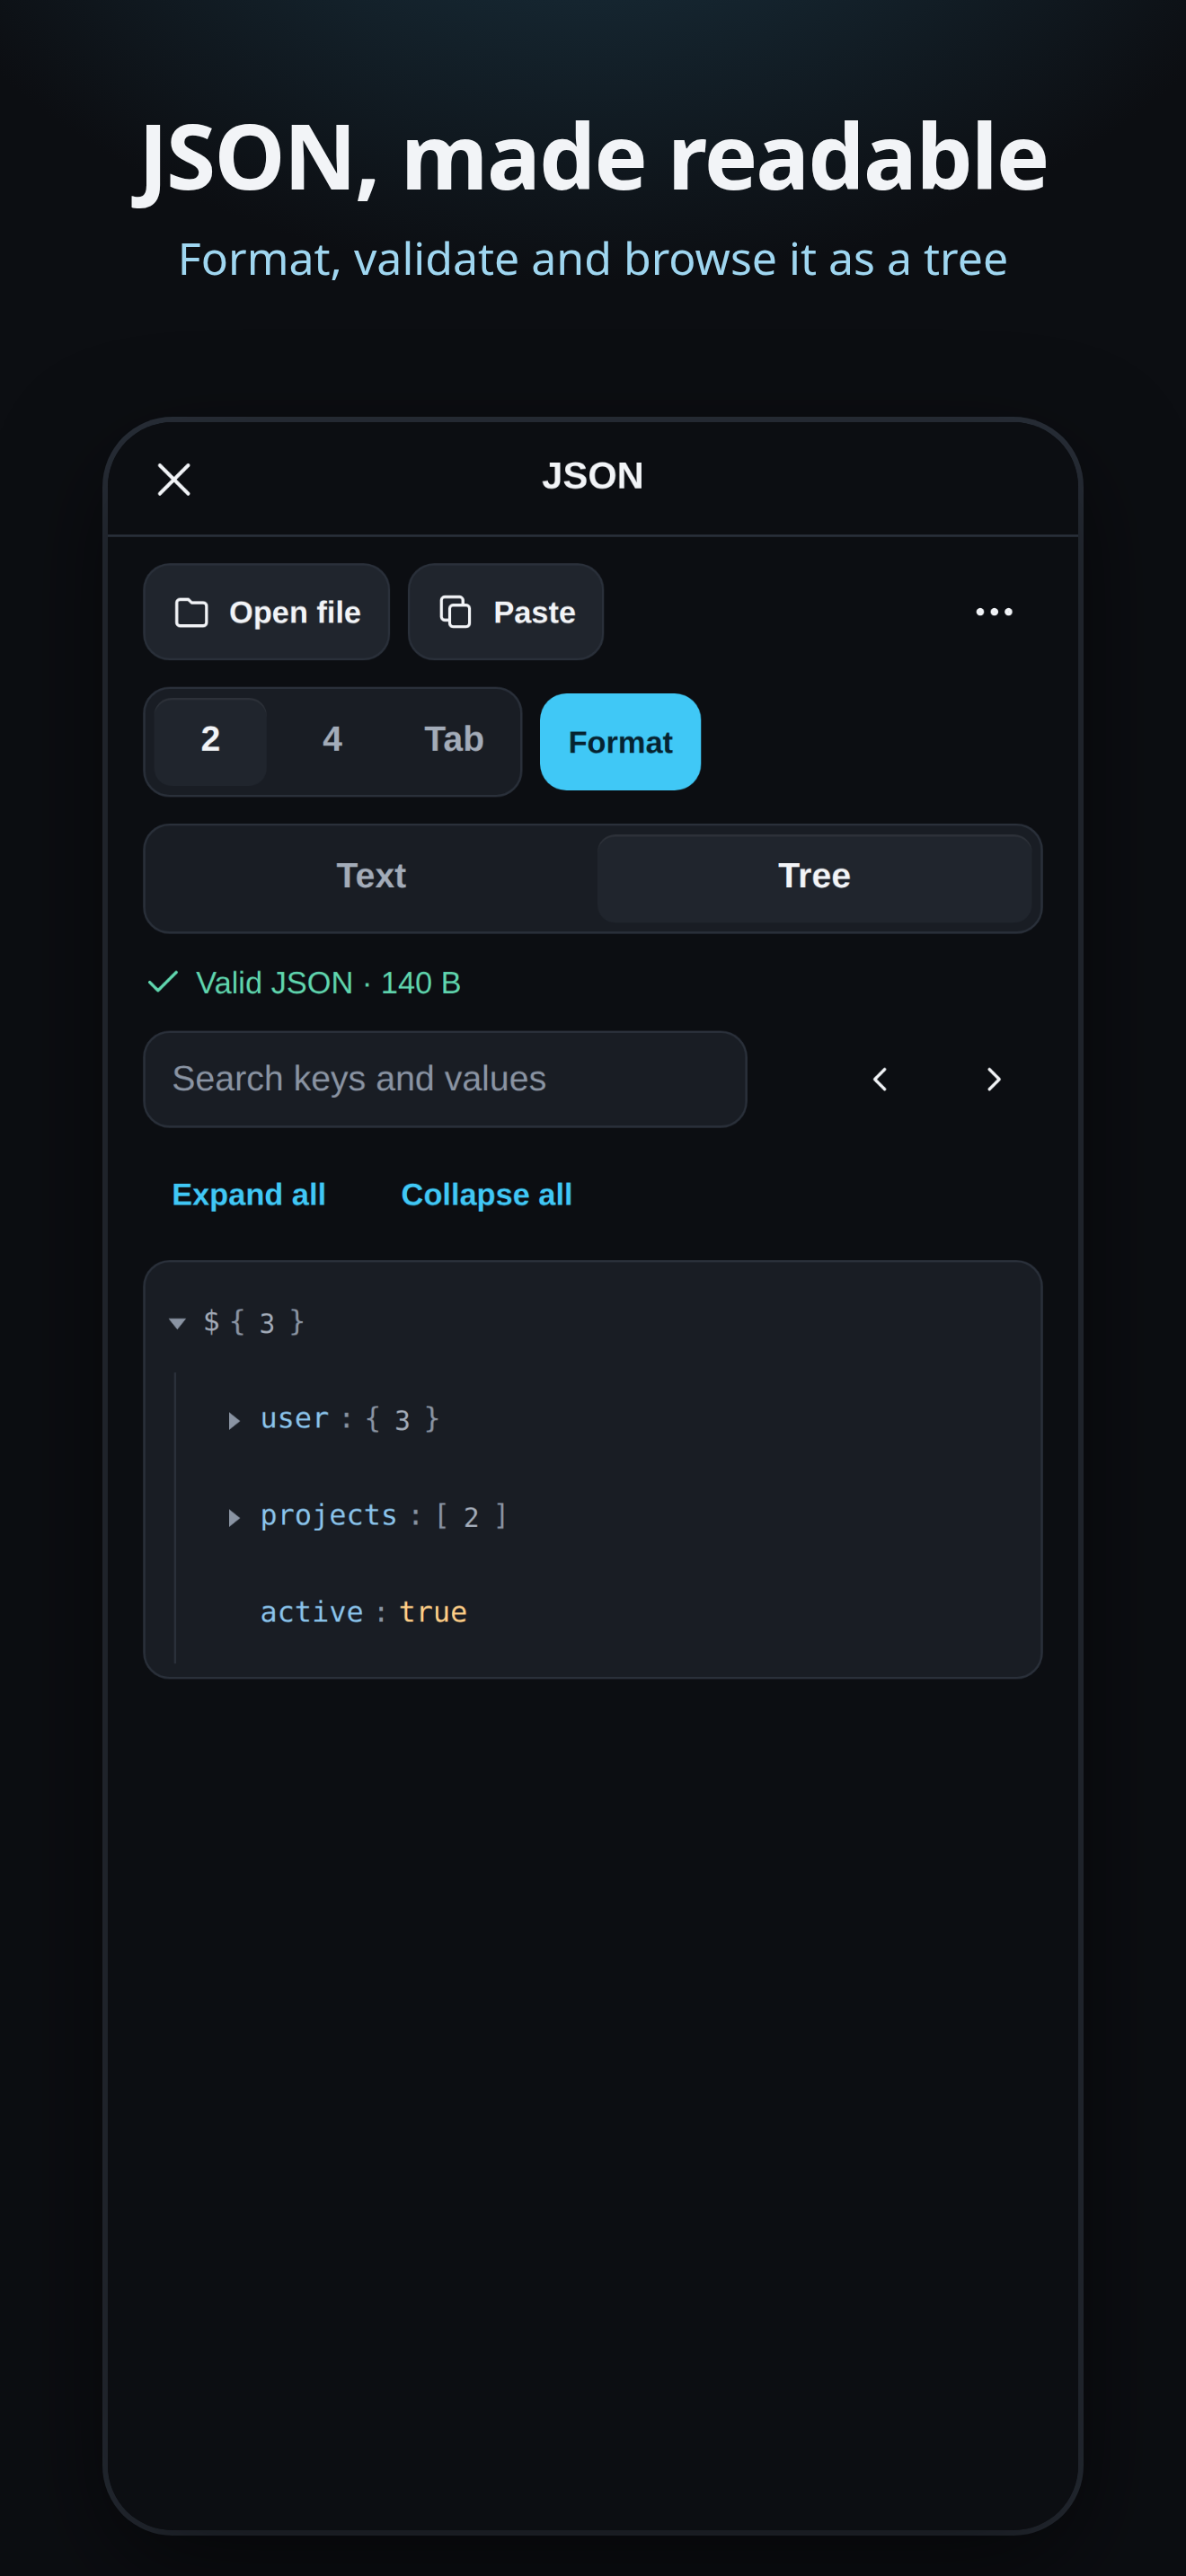 JSON, made readable
Format, validate and browse it as a tree
JSON
Open file Paste
2 4 Tab Format
Text Tree
Valid JSON · 140 B
Search keys and values
Expand all Collapse all
$ { 3 }
user : { 3 }
projects : [ 2 ]
active : true